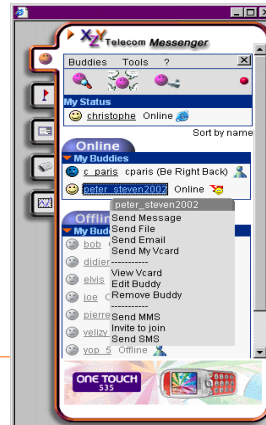 XYZ Telecom Messenger
Buddies Tools ?
My Status
christophe Online
Sort by name
Online
My Buddies
c_paris cparis (Be Right Back)
peter_steven2002 Online
peter_steven2002
Send Message
Send File
Send Email
Send My Vcard
-----------
View Vcard
Edit Buddy
Remove Buddy
-----------
Send MMS
Invite to join
Send SMS
Offlin
My Bud
bob
didier
elvis
joe
pierre
velizy
yop_5 Offline
ONE TOUCH
535